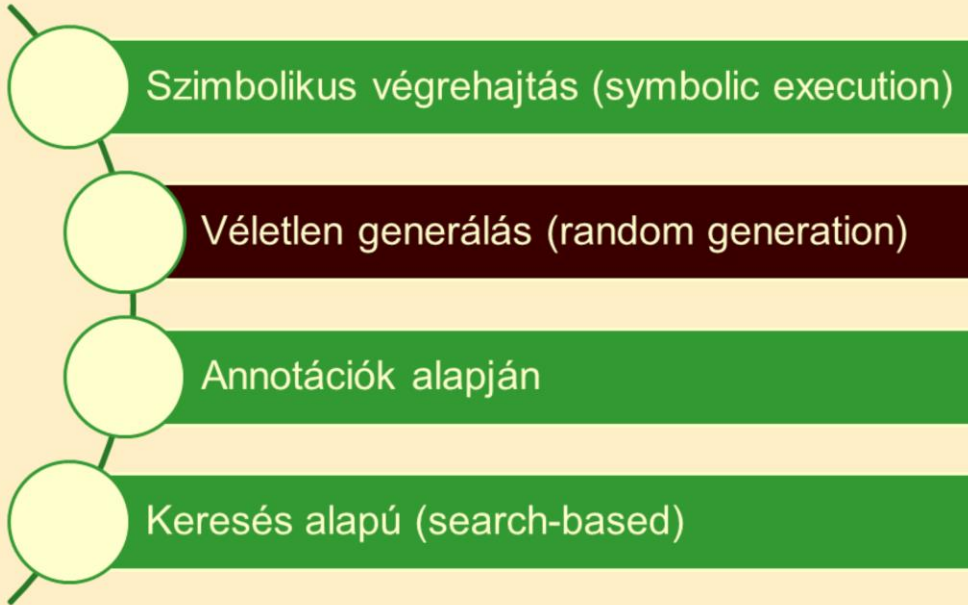 Szimbolikus végrehajtás (symbolic execution)
Véletlen generálás (random generation)
Annotációk alapján
Keresés alapú (search-based)